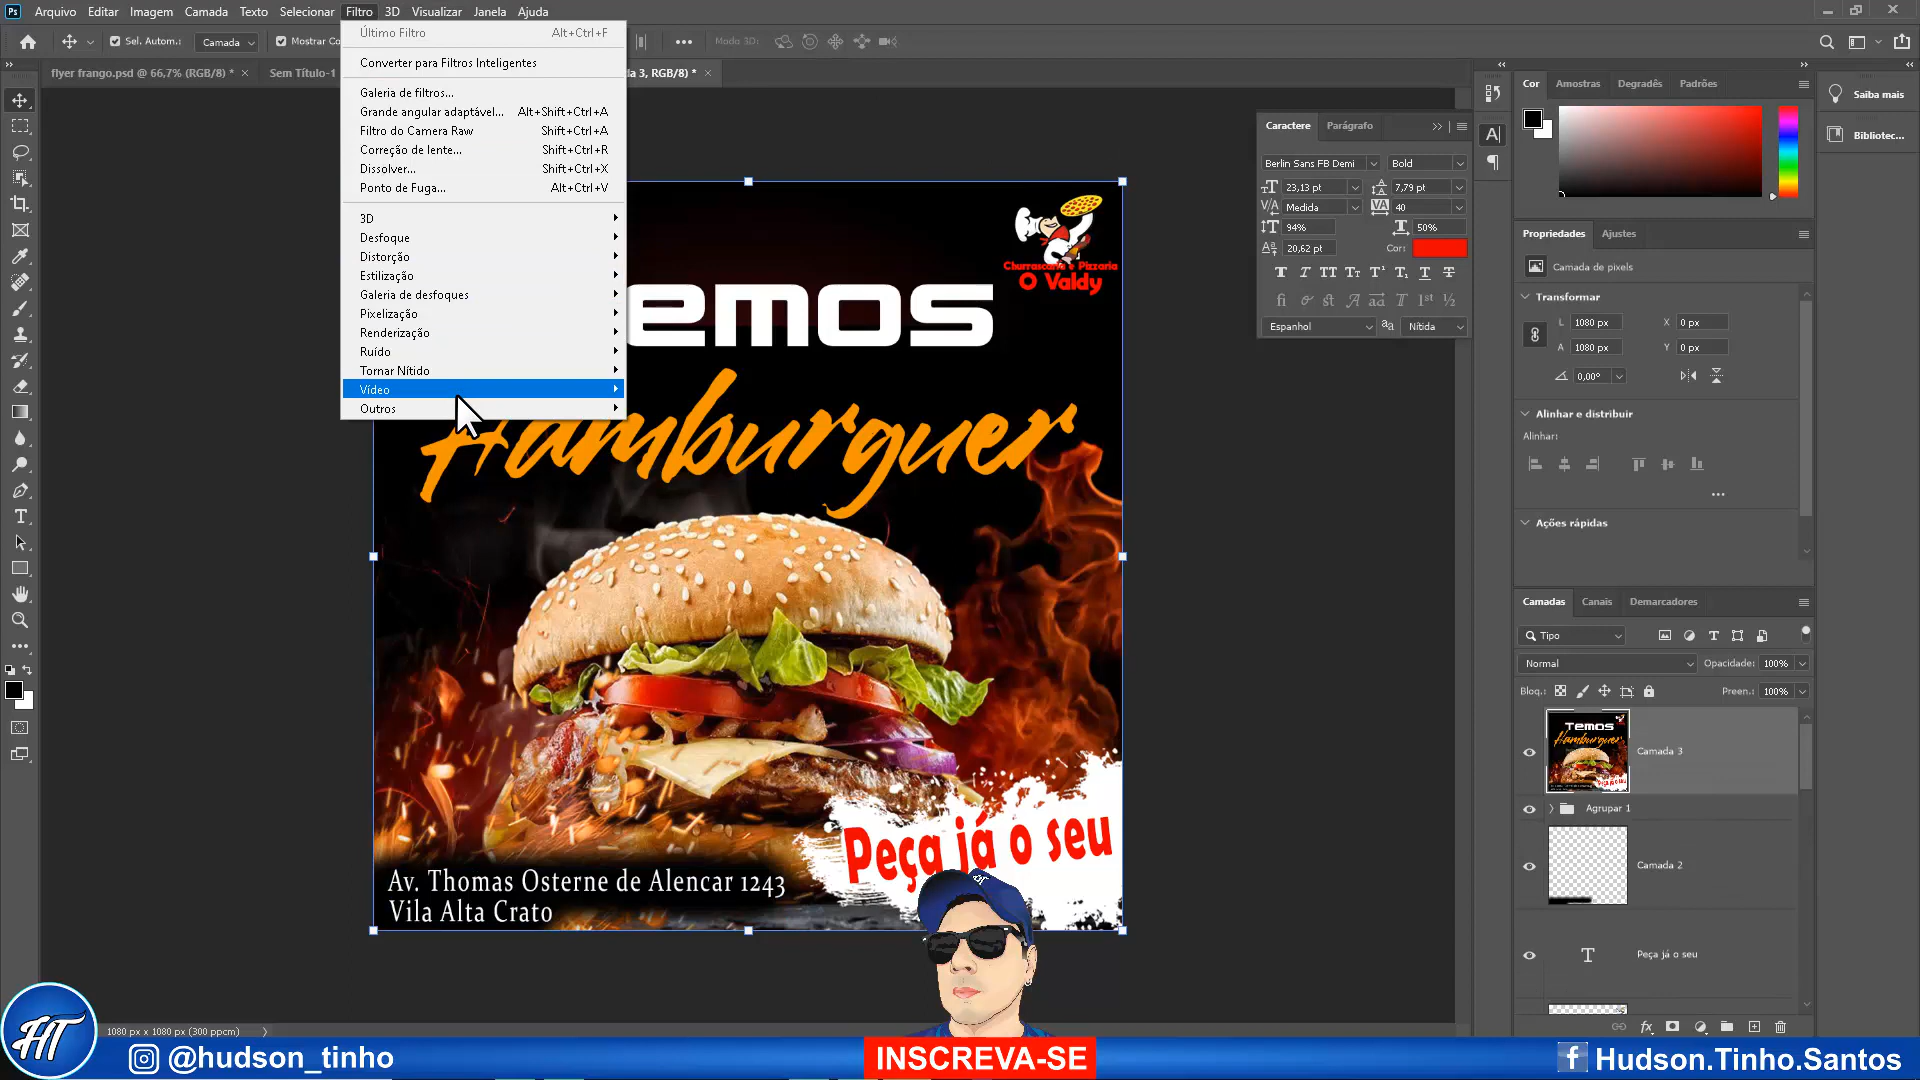 Ps Arquivo Editar Imagem Camada Texto Selecionar Filtro 3D Visualizar Janela Ajuda
Sel. Autom.: Camada Mostrar Co
Modo 3D:
flyer frango.psd @ 66,7% (RGB/8) * ×
Sem Título-1
da 3, RGB/8) * ×
Último Filtro Alt+Ctrl+F
Converter para Filtros Inteligentes
Galeria de filtros...
Grande angular adaptável... Alt+Shift+Ctrl+A
Filtro do Camera Raw Shift+Ctrl+A
Correção de lente... Shift+Ctrl+R
Dissolver... Shift+Ctrl+X
Ponto de Fuga... Alt+Ctrl+V
3D
Desfoque
Distorção
Estilização
Galeria de desfoques
Pixelização
Renderização
Ruído
Tornar Nítido
Vídeo
Outros
Churrascaria e Pizzaria
O Valdy
Temos
Hamburguer
Peça já o seu
Av. Thomas Osterne de Alencar 1243
Vila Alta Crato
Caractere Parágrafo
Berlin Sans FB Demi Bold
23,13 pt 7,79 pt
Medida 40
94% 50%
20,62 pt Cor:
Espanhol Nítida
Cor Amostras Degradês Padrões
Saiba mais
Bibliotec...
Propriedades Ajustes
Camada de pixels
Transformar
L 1080 px X 0 px
A 1080 px Y 0 px
0,00°
Alinhar e distribuir
Alinhar:
Ações rápidas
Camadas Canais Demarcadores
Tipo
Normal Opacidade: 100%
Bloq.: Preen.: 100%
Camada 3
Agrupar 1
Camada 2
Peça já o seu
1080 px x 1080 px (300 ppcm)
HT @hudson_tinho
INSCREVA-SE
Hudson.Tinho.Santos